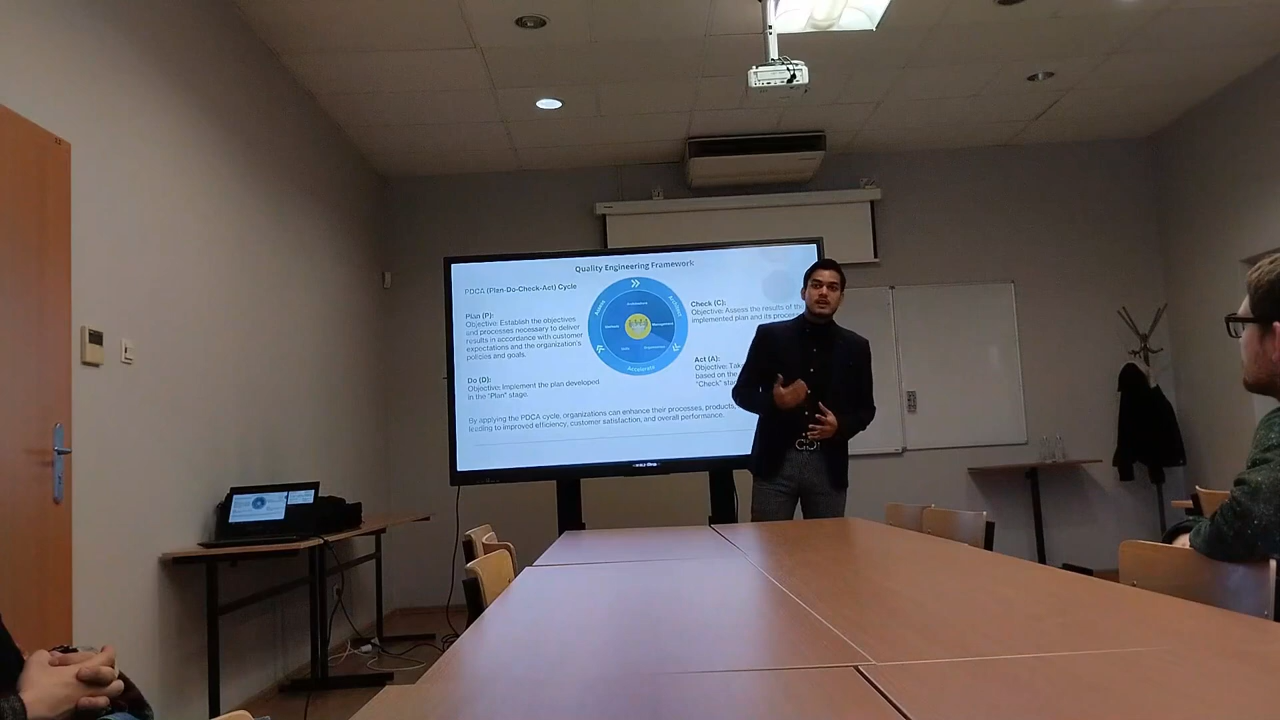 Quality Engineering Framework
PDCA (Plan-Do-Check-Act) Cycle
Plan (P):
Objective: Establish the objectives
and processes necessary to deliver
results in accordance with customer
expectations and the organization's
policies and goals.
Do (D):
Objective: Implement the plan developed
in the "Plan" stage.
Assess
Architect
Accelerate
Management
Check (C):
Objective: Assess the results of the
implemented plan and its
Act (A):
Objective:
based on the
"Check"
By applying the PDCA cycle, organizations can enhance their processes, products,
leading to improved efficiency, customer satisfaction, and overall performance.